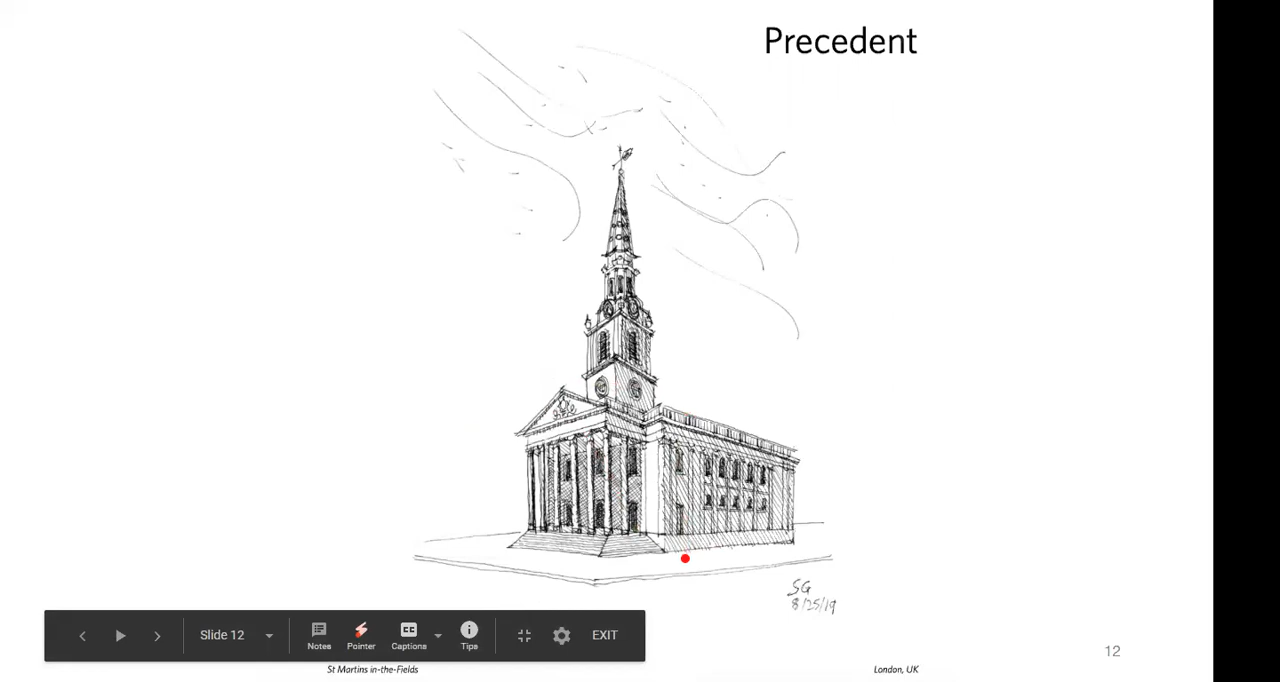 Precedent
SG
8/25/19
Slide 12
Notes
Pointer
CC
Captions
Tips
EXIT
12
St Martins in-the-Fields
London, UK